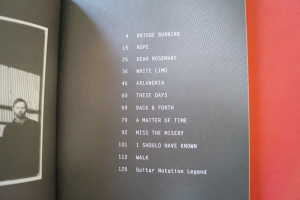 4 BRIDGE BURNING
15 ROPE
25 DEAR ROSEMARY
36 WHITE LIMO
46 ARLANDRIA
60 THESE DAYS
69 BACK & FORTH
79 A MATTER OF TIME
92 MISS THE MISERY
101 I SHOULD HAVE KNOWN
112 WALK
125 Guitar Notation Legend